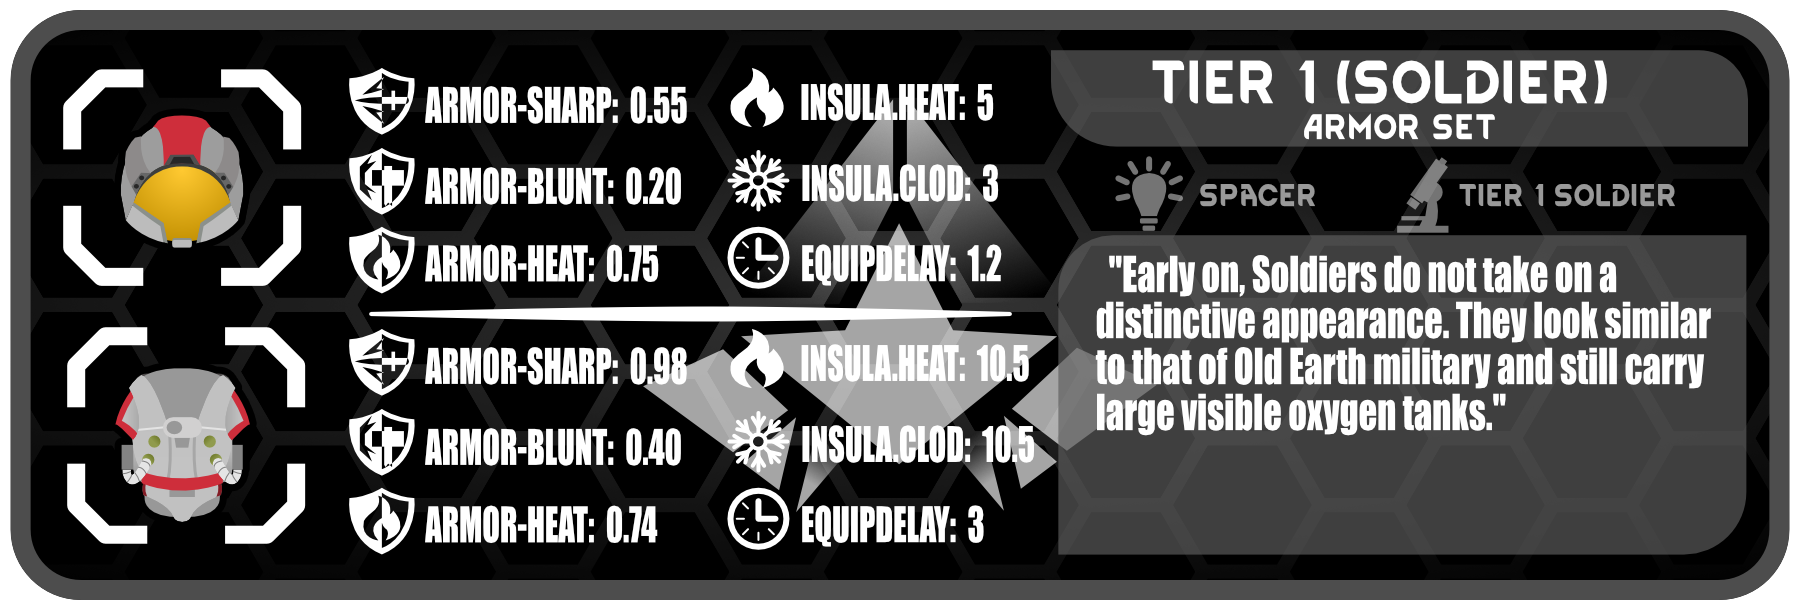 ARMOR-SHARP: 0.55
ARMOR-BLUNT: 0.20
ARMOR-HEAT: 0.75
INSULA.HEAT: 5
INSULA.CLOD: 3
EQUIPDELAY: 1.2
ARMOR-SHARP: 0.98
ARMOR-BLUNT: 0.40
ARMOR-HEAT: 0.74
INSULA.HEAT: 10.5
INSULA.CLOD: 10.5
EQUIPDELAY: 3
TIER 1 (SOLDIER)
ARMOR SET
SPACER
TIER 1 SOLDIER
"Early on, Soldiers do not take on a
distinctive appearance. They look similar
to that of Old Earth military and still carry
large visible oxygen tanks."